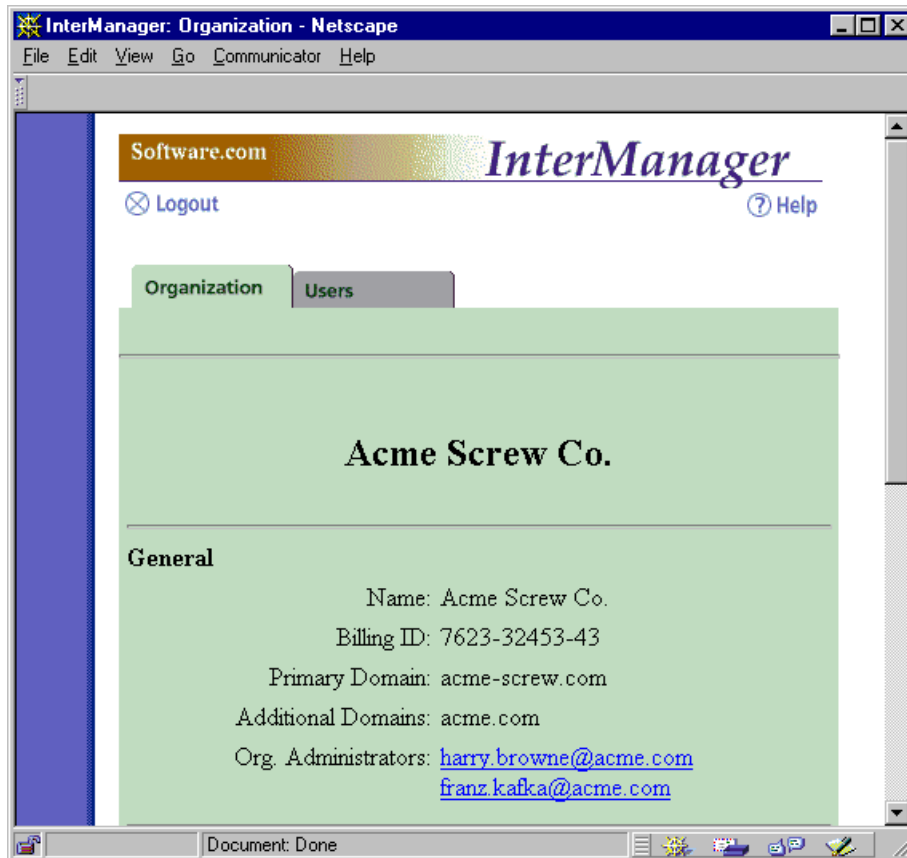 InterManager: Organization - Netscape
File Edit View Go Communicator Help
Software.com InterManager
Logout ? Help
Organization Users
Acme Screw Co.
General
Name: Acme Screw Co.
Billing ID: 7623-32453-43
Primary Domain: acme-screw.com
Additional Domains: acme.com
Org. Administrators: harry.browne@acme.com
franz.kafka@acme.com
Document: Done